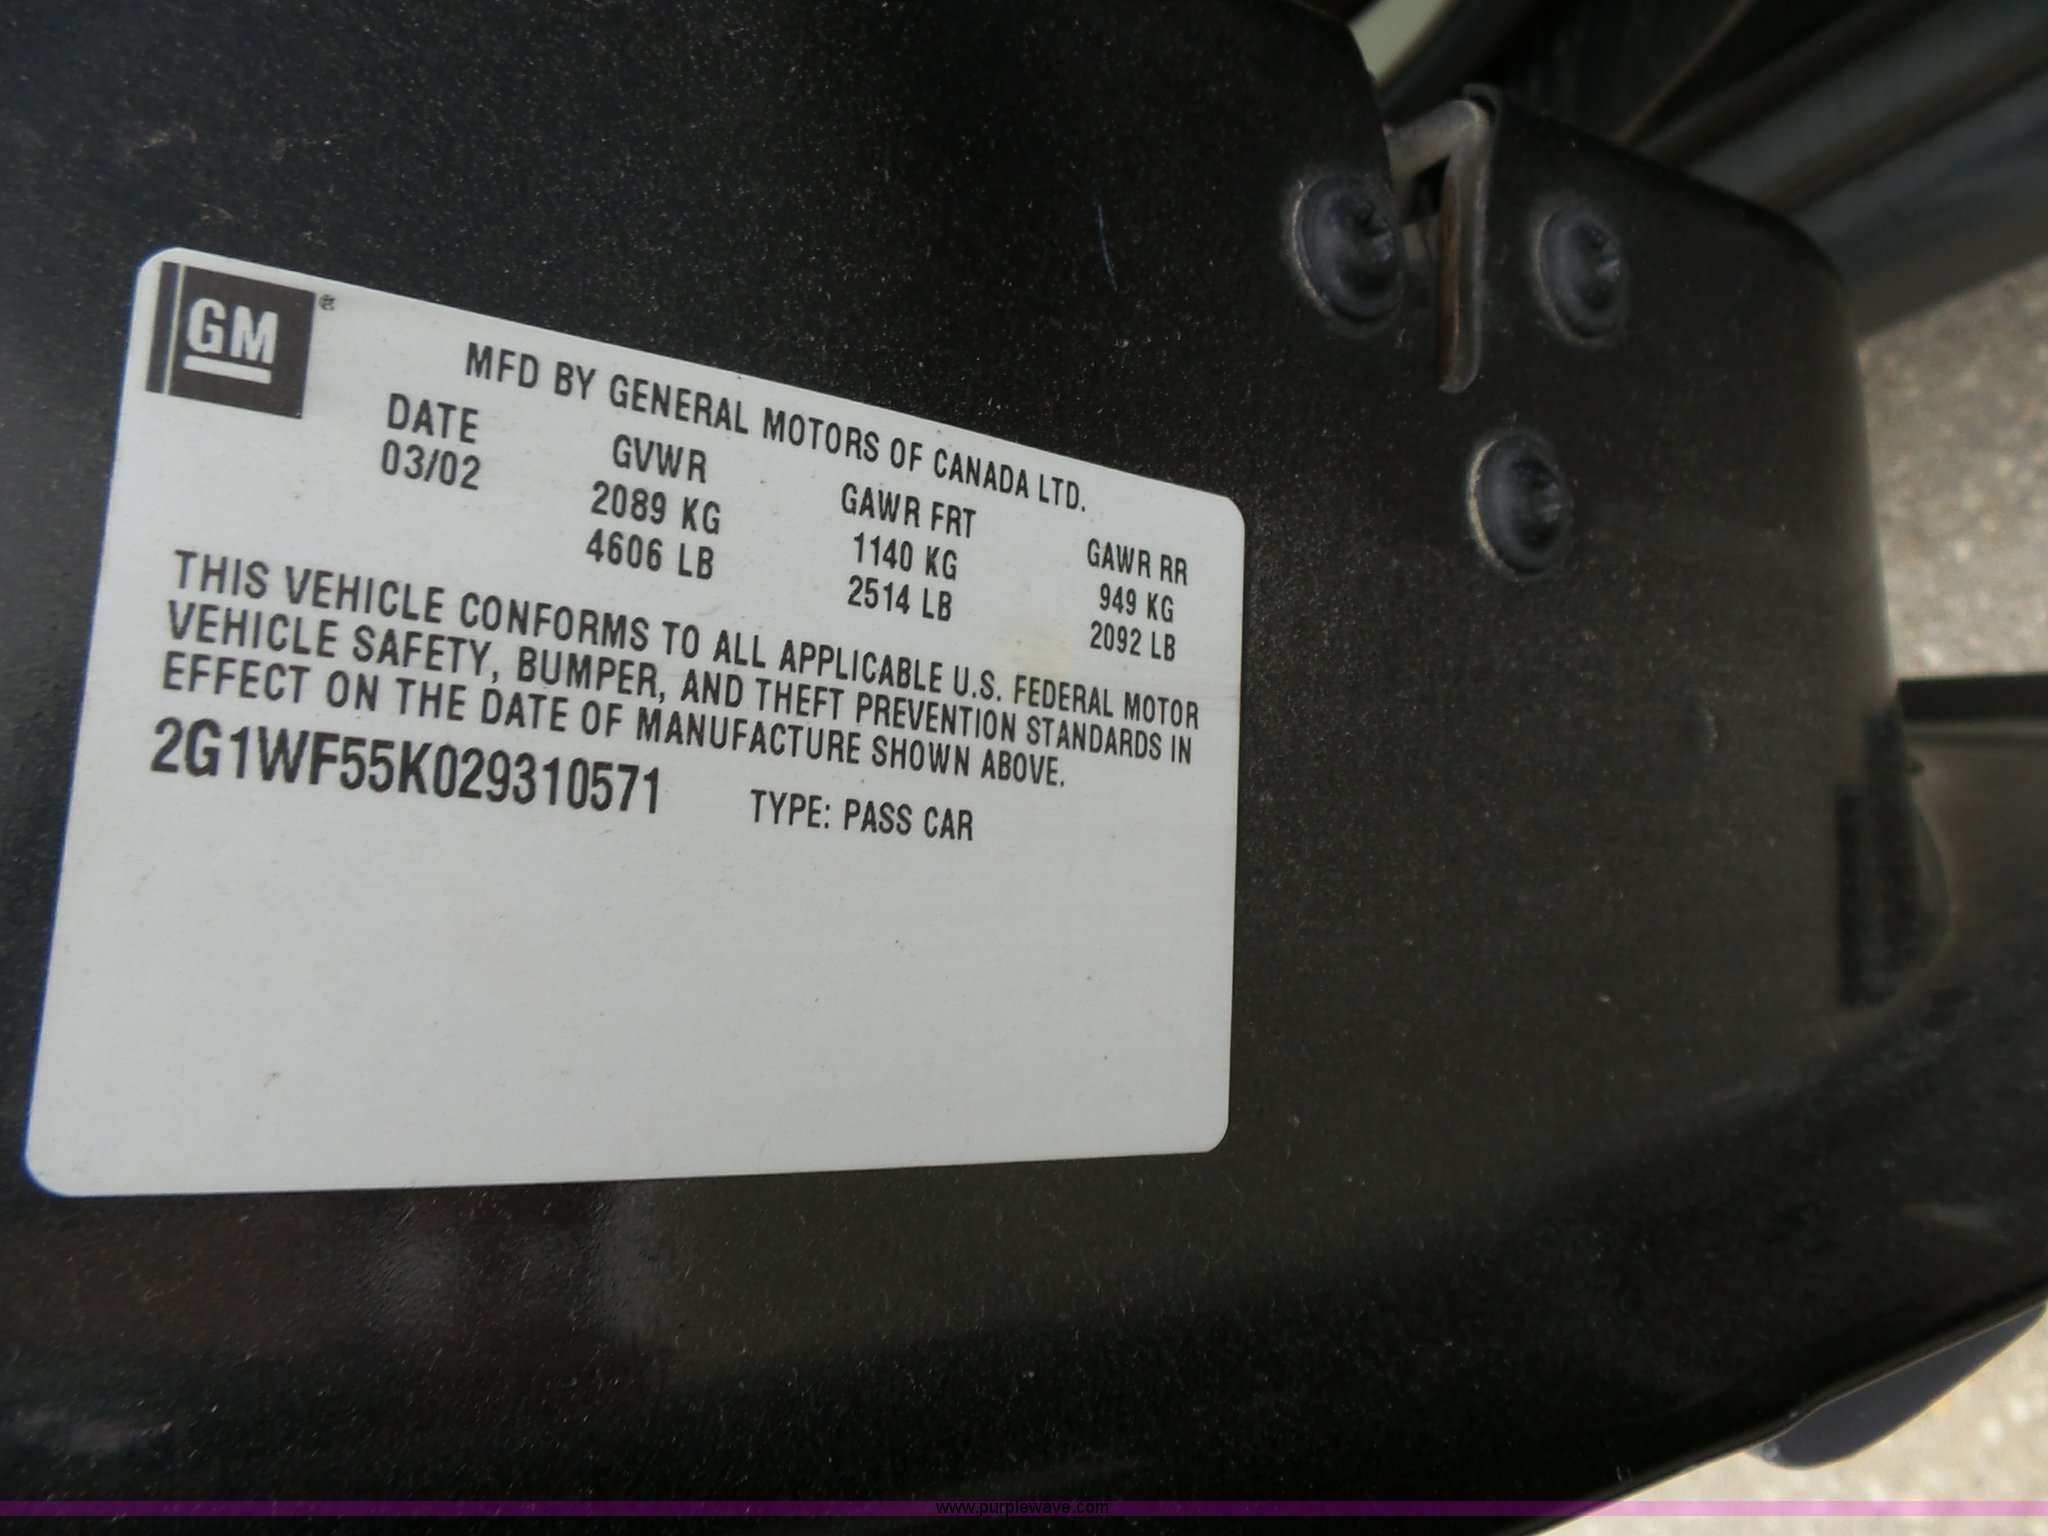 GM®
MFD BY GENERAL MOTORS OF CANADA LTD.
DATE GVWR GAWR FRT GAWR RR
03/02 2089 KG 1140 KG 949 KG
4606 LB 2514 LB 2092 LB
THIS VEHICLE CONFORMS TO ALL APPLICABLE U.S. FEDERAL MOTOR
VEHICLE SAFETY, BUMPER, AND THEFT PREVENTION STANDARDS IN
EFFECT ON THE DATE OF MANUFACTURE SHOWN ABOVE.
2G1WF55K029310571 TYPE: PASS CAR
www.purplewave.com